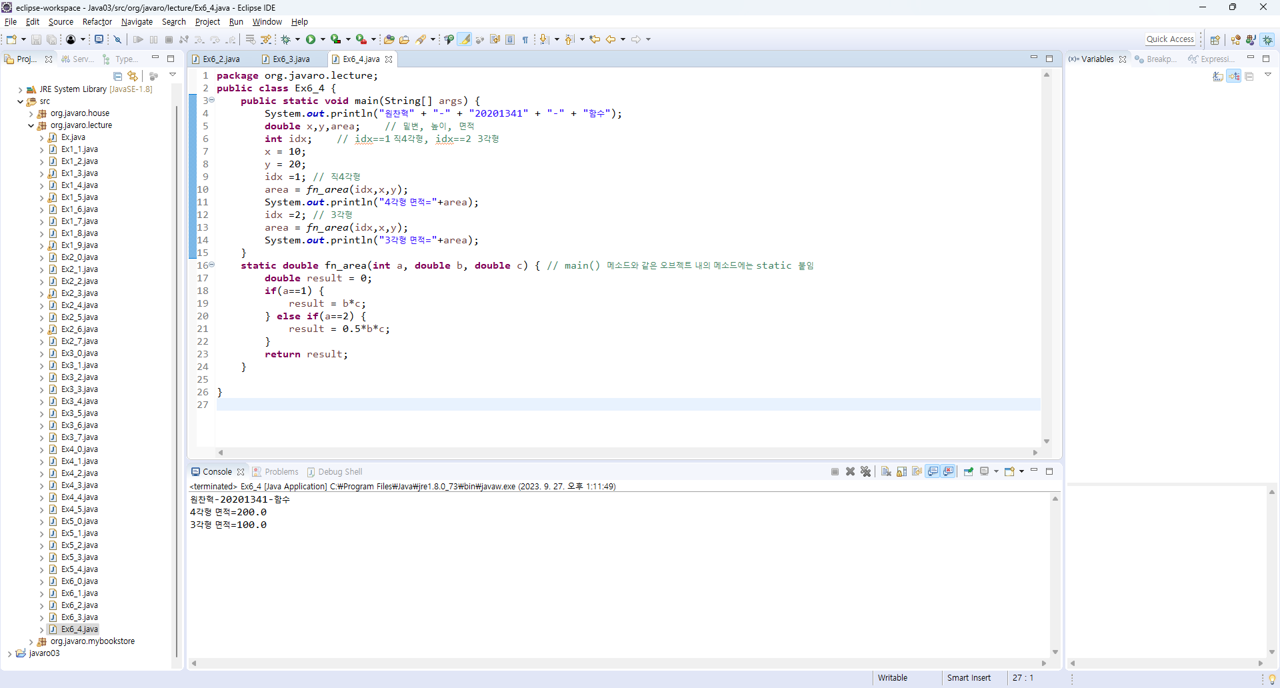 eclipse-workspace - Java03/src/org/javaro/lecture/Ex6_4.java - Eclipse IDE
File Edit Source Refactor Navigate Search Project Run Window Help
Quick Access
Proj... Serv... Type...
JRE System Library [JavaSE-1.8]
src
org.javaro.house
org.javaro.lecture
Ex.java
Ex1_1.java
Ex1_2.java
Ex1_3.java
Ex1_4.java
Ex1_5.java
Ex1_6.java
Ex1_7.java
Ex1_8.java
Ex1_9.java
Ex2_0.java
Ex2_1.java
Ex2_2.java
Ex2_3.java
Ex2_4.java
Ex2_5.java
Ex2_6.java
Ex2_7.java
Ex3_0.java
Ex3_1.java
Ex3_2.java
Ex3_3.java
Ex3_4.java
Ex3_5.java
Ex3_6.java
Ex3_7.java
Ex4_0.java
Ex4_1.java
Ex4_2.java
Ex4_3.java
Ex4_4.java
Ex4_5.java
Ex5_0.java
Ex5_1.java
Ex5_2.java
Ex5_3.java
Ex5_4.java
Ex6_0.java
Ex6_1.java
Ex6_2.java
Ex6_3.java
Ex6_4.java
org.javaro.mybookstore
javaro03
Ex6_2.java Ex6_3.java Ex6_4.java
1 package org.javaro.lecture;
2 public class Ex6_4 {
3 public static void main(String[] args) {
4 System.out.println("원찬혁" + "-" + "20201341" + "-" + "함수");
5 double x,y,area; // 밑변, 높이, 면적
6 int idx; // idx==1 직4각형, idx==2 3각형
7 x = 10;
8 y = 20;
9 idx =1; // 직4각형
10 area = fn_area(idx,x,y);
11 System.out.println("4각형 면적="+area);
12 idx =2; // 3각형
13 area = fn_area(idx,x,y);
14 System.out.println("3각형 면적="+area);
15 }
16 static double fn_area(int a, double b, double c) { // main() 메소드와 같은 오브젝트 내의 메소드에는 static 붙임
17 double result = 0;
18 if(a==1) {
19 result = b*c;
20 } else if(a==2) {
21 result = 0.5*b*c;
22 }
23 return result;
24 }
25
26 }
27
Console Problems Debug Shell
<terminated> Ex6_4 [Java Application] C:₩Program Files₩Java₩jre1.8.0_73₩bin₩javaw.exe (2023. 9. 27. 오후 1:11:49)
원찬혁-20201341-함수
4각형 면적=200.0
3각형 면적=100.0
(x)= Variables Breakp... Expressi...
Writable Smart Insert 27 : 1